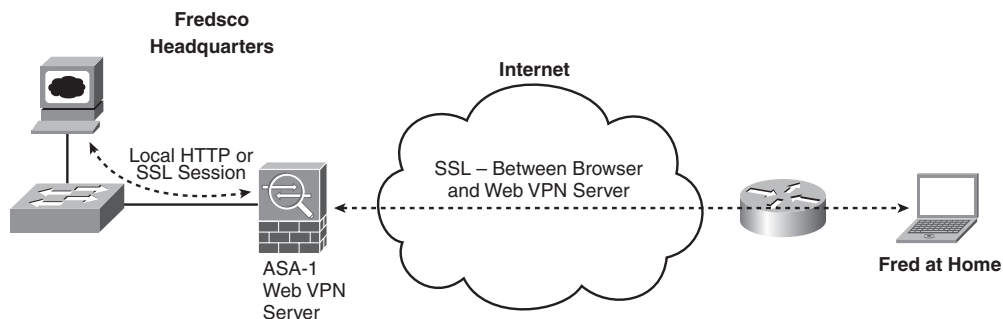 Fredsco
Headquarters
Internet
Local HTTP or
SSL Session
SSL – Between Browser
and Web VPN Server
ASA-1
Web VPN
Server
Fred at Home